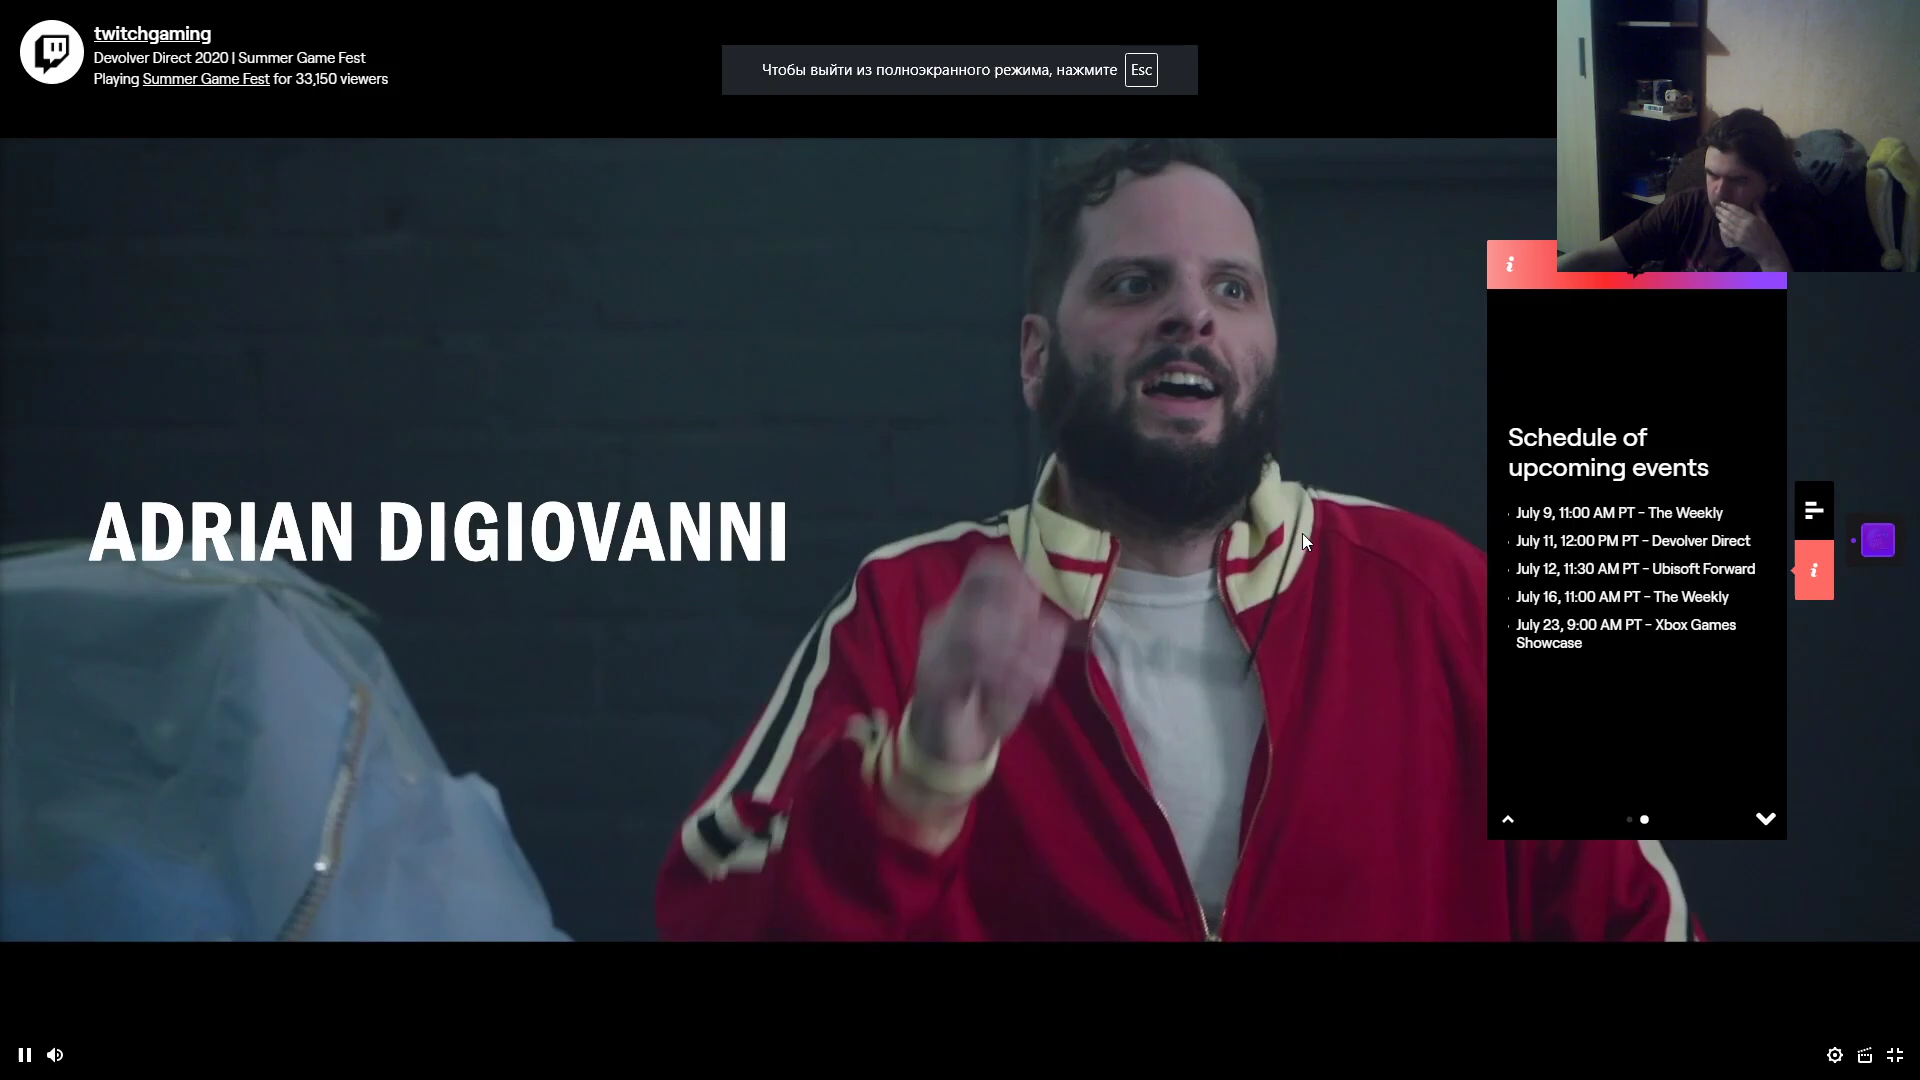 twitchgaming
Devolver Direct 2020 | Summer Game Fest
Playing Summer Game Fest for 33,150 viewers
Чтобы выйти из полноэкранного режима, нажмите Esc
ADRIAN DIGIOVANNI
Schedule of
upcoming events
July 9, 11:00 AM PT - The Weekly
July 11, 12:00 PM PT - Devolver Direct
July 12, 11:30 AM PT - Ubisoft Forward
July 16, 11:00 AM PT - The Weekly
July 23, 9:00 AM PT - Xbox Games
Showcase